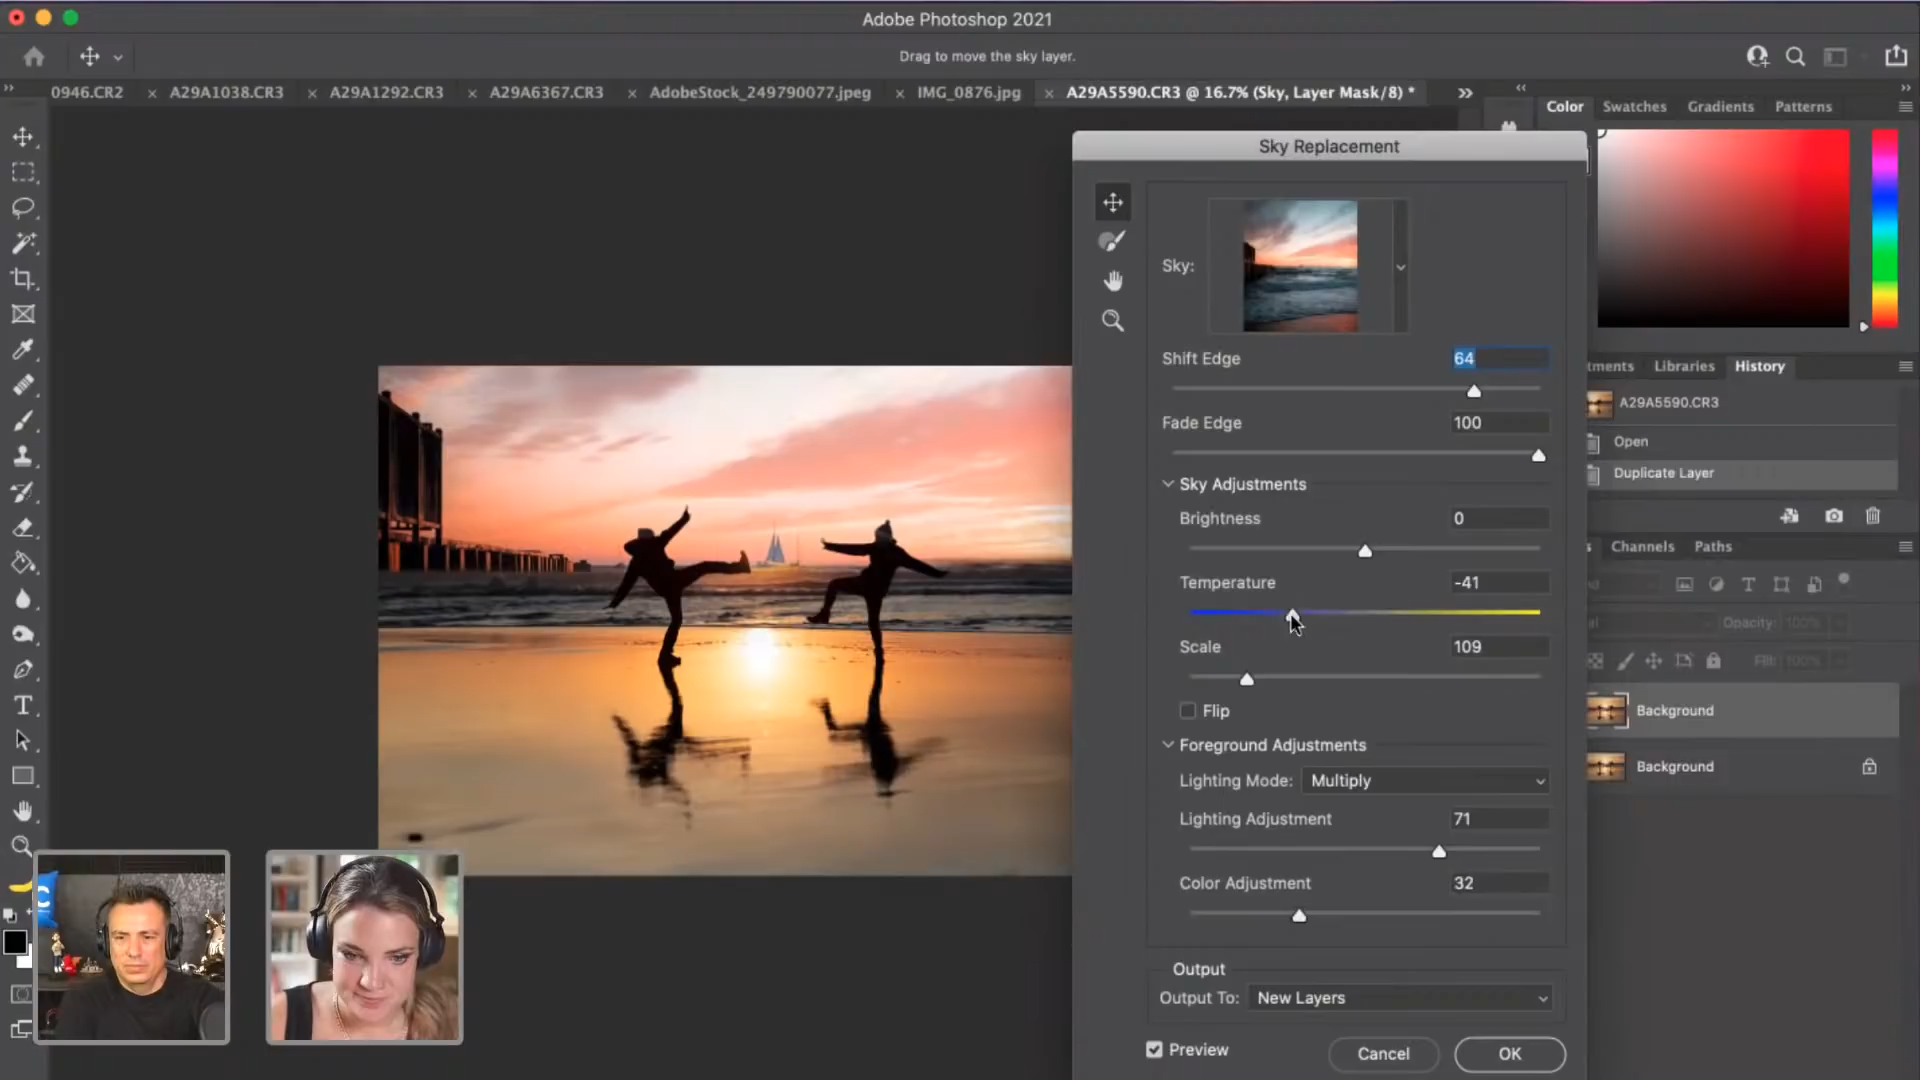 Adobe Photoshop 2021
Drag to move the sky layer.
0946.CR2 × A29A1038.CR3 × A29A1292.CR3 × A29A6367.CR3 × AdobeStock_249790077.jpeg × IMG_0876.jpg × A29A5590.CR3 @ 16.7% (Sky, Layer Mask/8) *
Color Swatches Gradients Patterns
Sky Replacement
Sky:
Shift Edge 64
Fade Edge 100
Sky Adjustments
Brightness 0
Temperature -41
Scale 109
Flip
Foreground Adjustments
Lighting Mode: Multiply
Lighting Adjustment 71
Color Adjustment 32
Output
Output To: New Layers
Preview Cancel OK
tments Libraries History
A29A5590.CR3
Open
Duplicate Layer
s Channels Paths
Opacity: 100%
Fill: 100%
Background
Background